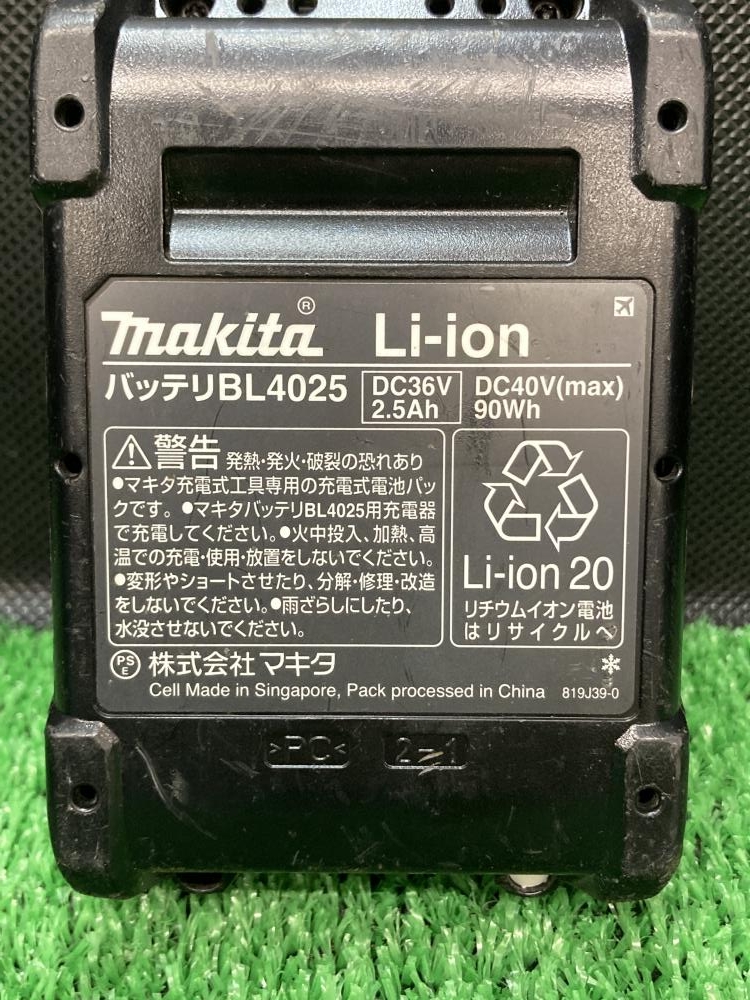 makita® Li-ion
バッテリBL4025 DC36V 2.5Ah DC40V(max) 90Wh
警告 発熱・発火・破裂の恐れあり
●マキタ充電式工具専用の充電式電池パッ
クです。●マキタバッテリBL4025用充電器
で充電してください。●火中投入、加熱、高
温での充電・使用・放置をしないでください。
●変形やショートさせたり、分解・修理・改造
をしないでください。●雨ざらしにしたり、
水没させないでください。
Li-ion 20
リチウムイオン電池
はリサイクルへ
PSE 株式会社 マキタ
Cell Made in Singapore, Pack processed in China 819J39-0
>PC< 2-1